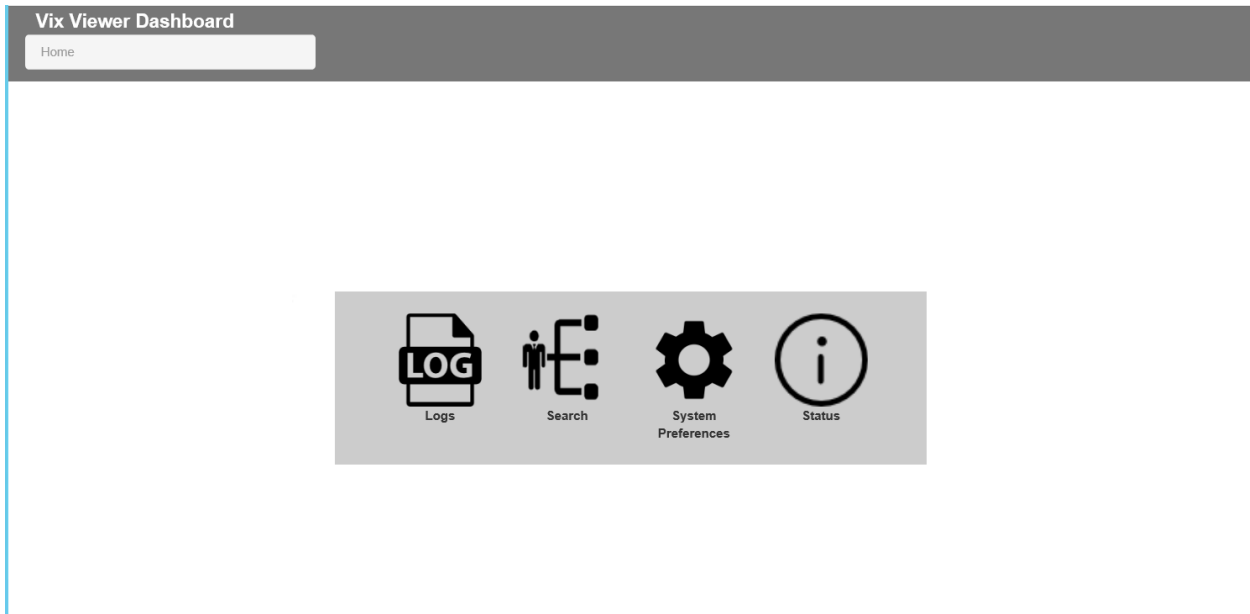 Vix Viewer Dashboard
Home
LOG
Logs
Search
System
Preferences
i
Status